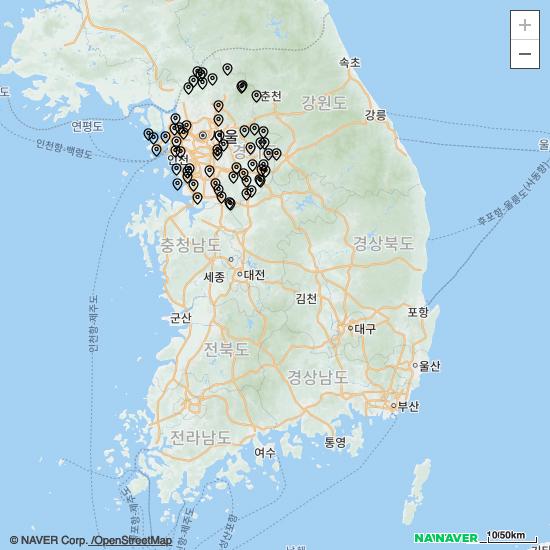 +
−
속초
춘천
강원도
강릉
연평도
서울
인천항-백령도
인천
울
후포항-울릉도(사동항)
충청남도
경상북도
세종
대전
김천
군산
포항
인천항-제주도
대구
전북도
경상남도
울산
부산
전라남도
통영
여수
10/50km
NAVER
© NAVER Corp. /OpenStreetMap